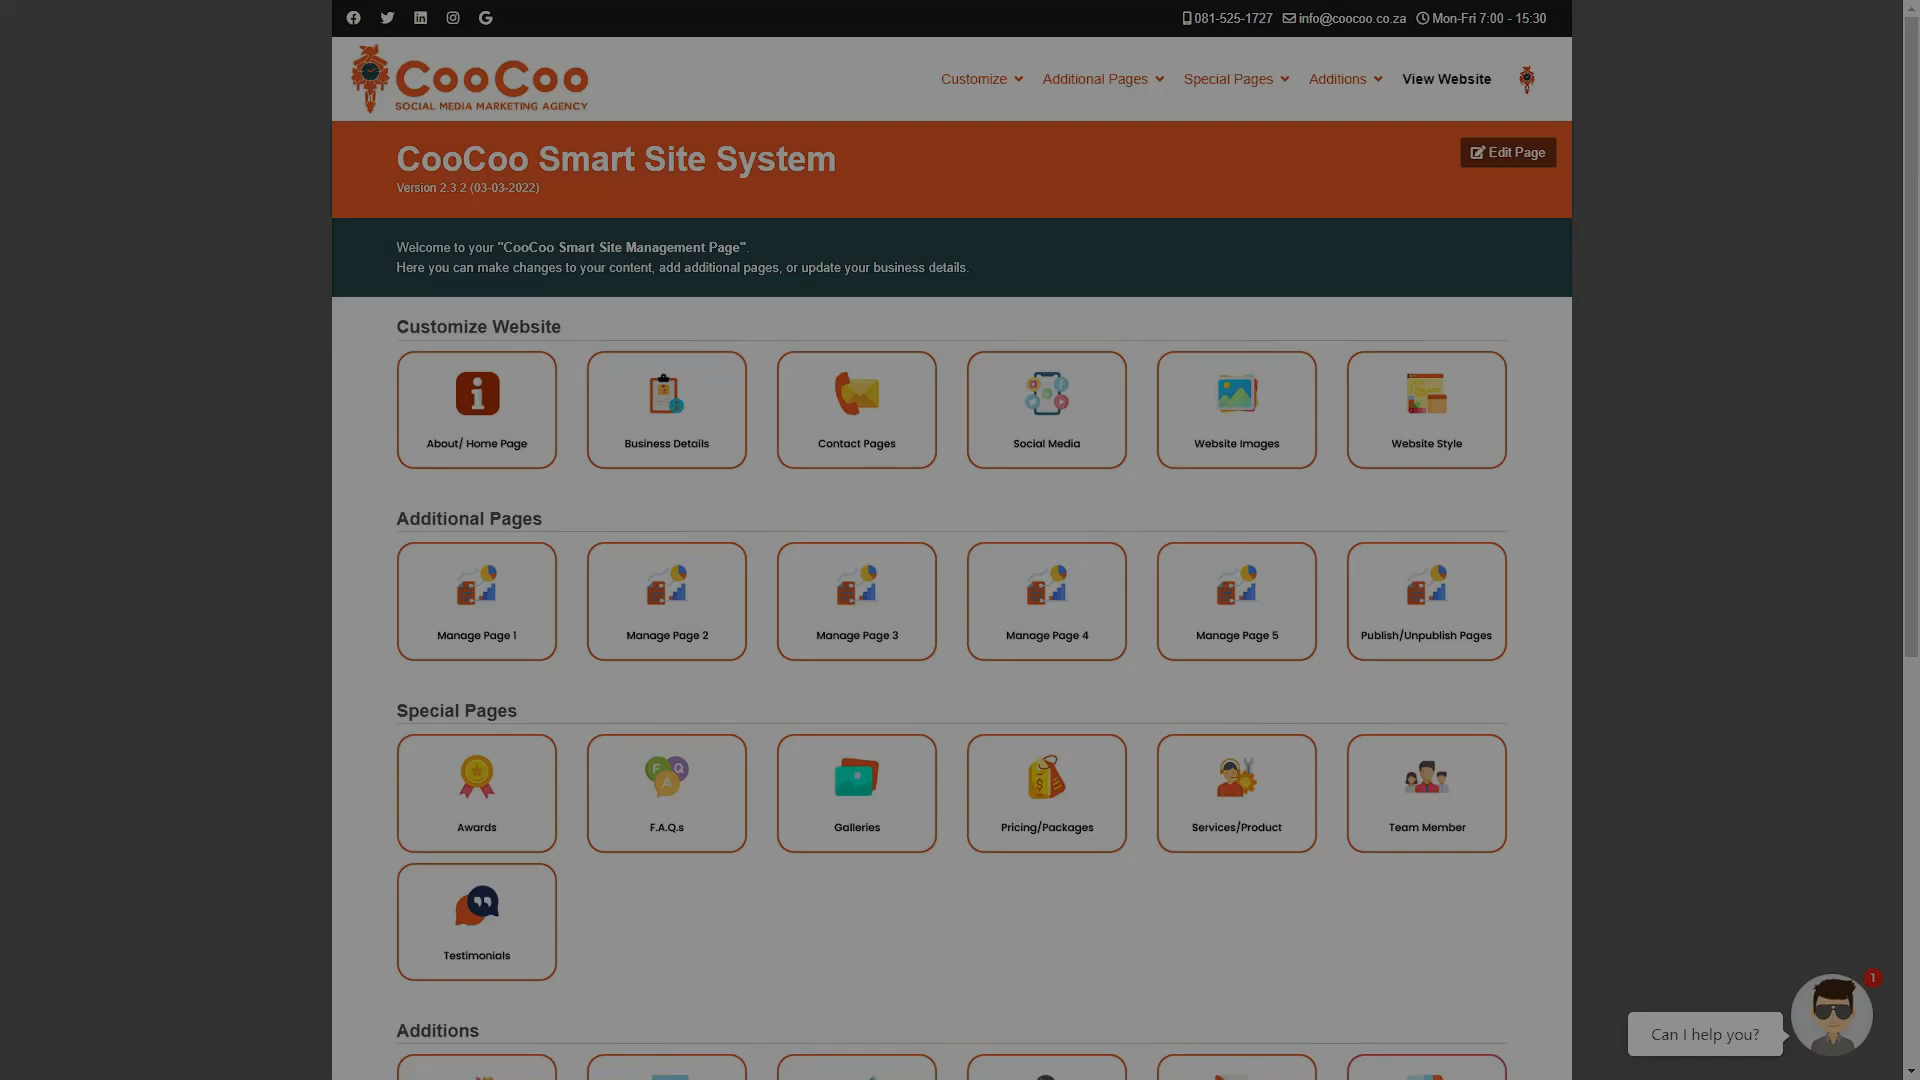 081-525-1727 info@coocoo.co.za Mon-Fri 7:00 - 15:30
CooCoo
SOCIAL MEDIA MARKETING AGENCY
Customize Additional Pages Special Pages Additions View Website
CooCoo Smart Site System
Version 2.3.2 (03-03-2022)
Edit Page
Welcome to your "CooCoo Smart Site Management Page".
Here you can make changes to your content, add additional pages, or update your business details.
Customize Website
About/ Home Page Business Details Contact Pages Social Media Website Images Website Style
Additional Pages
Manage Page 1 Manage Page 2 Manage Page 3 Manage Page 4 Manage Page 5 Publish/Unpublish Pages
Special Pages
F Q
A
Awards F.A.Q.s Galleries Pricing/Packages Services/Product Team Member
Testimonials
1
Can I help you?
Additions